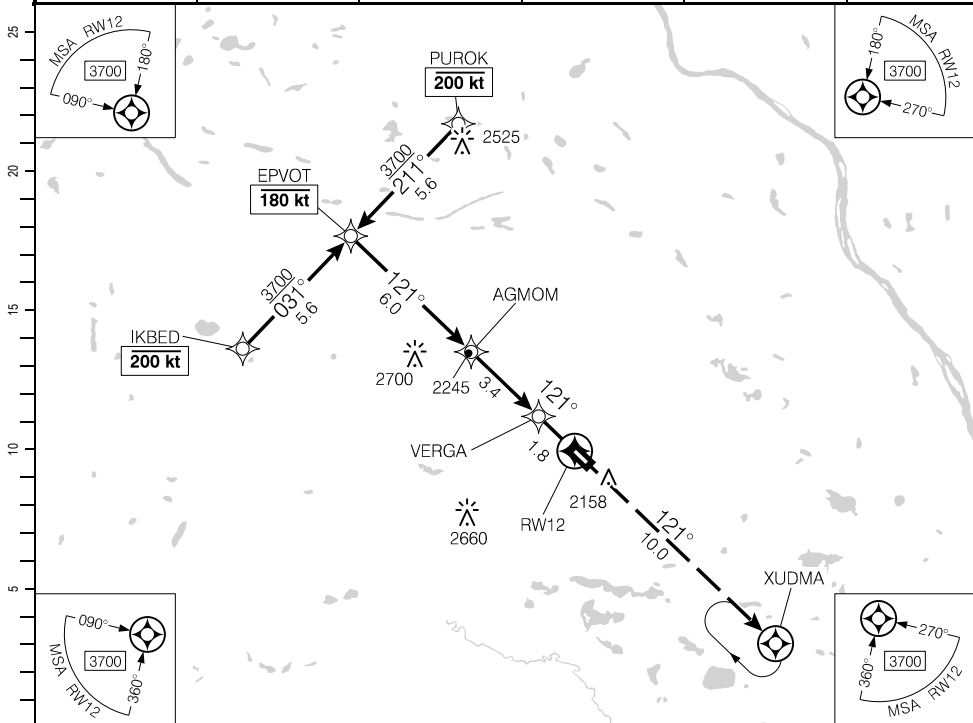 25
20
15
10
5
MSA RW12
3700
180°
090°
MSA RW12
3700
180°
270°
PUROK
200 kt
2525
3700
211°
5.6
EPVOT
180 kt
3700
031°
5.6
IKBED
200 kt
121°
6.0
AGMOM
2700
2245
3.4
121°
VERGA
1.8
2158
RW12
2660
121°
10.0
XUDMA
090°
3700
360°
MSA RW12
270°
3700
360°
MSA RW12